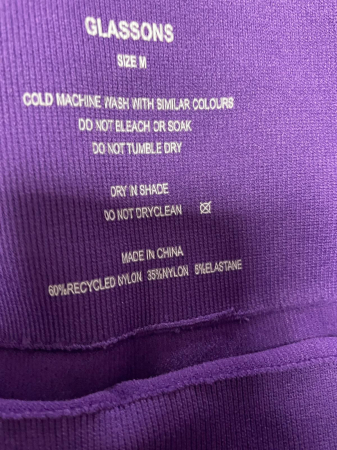 GLASSONS
SIZE M
COLD MACHINE WASH WITH SIMILAR COLOURS
DO NOT BLEACH OR SOAK
DO NOT TUMBLE DRY
DRY IN SHADE
DO NOT DRYCLEAN
MADE IN CHINA
60%RECYCLED NYLON 35%NYLON 5%ELASTANE